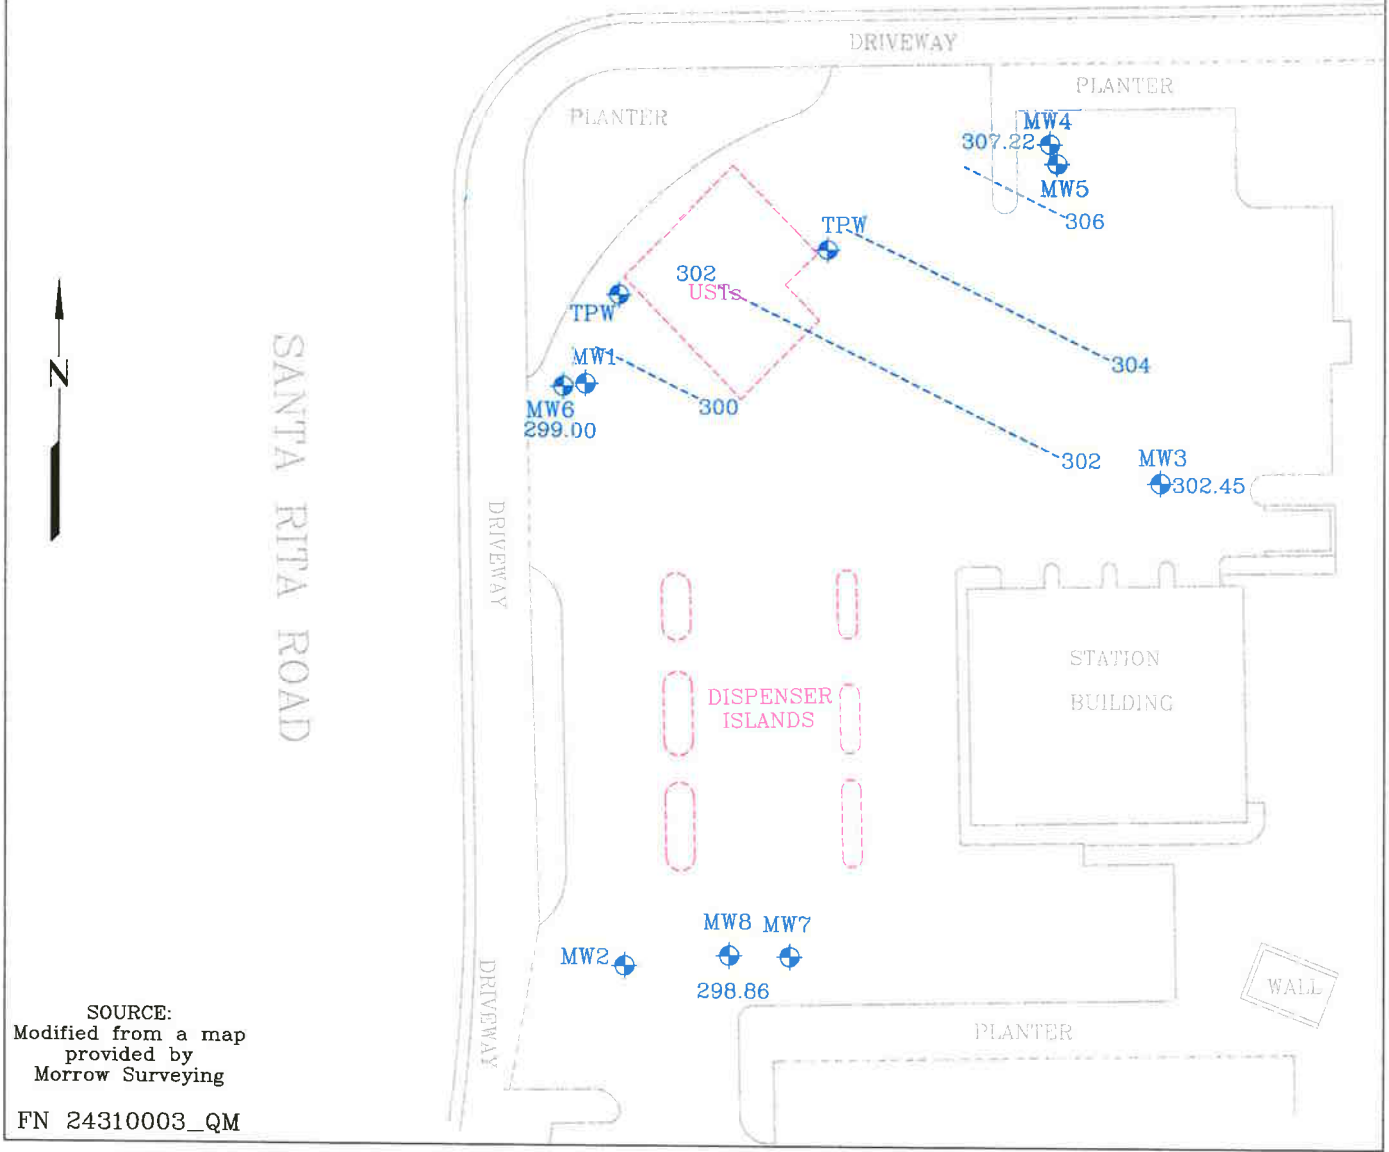 DRIVEWAY
PLANTER
PLANTER
MW4
307.22
MW5
306
TPW
302
USTs
TPW
304
MW1
300
MW6
299.00
302
MW3
302.45
N
SANTA RITA ROAD
DRIVEWAY
STATION
BUILDING
DISPENSER
ISLANDS
MW8
MW7
MW2
298.86
DRIVEWAY
WALL
PLANTER
SOURCE:
Modified from a map
provided by
Morrow Surveying
FN 24310003_QM